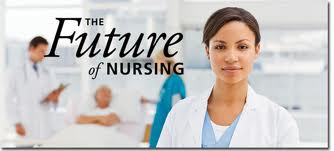 THE
Future
of NURSING